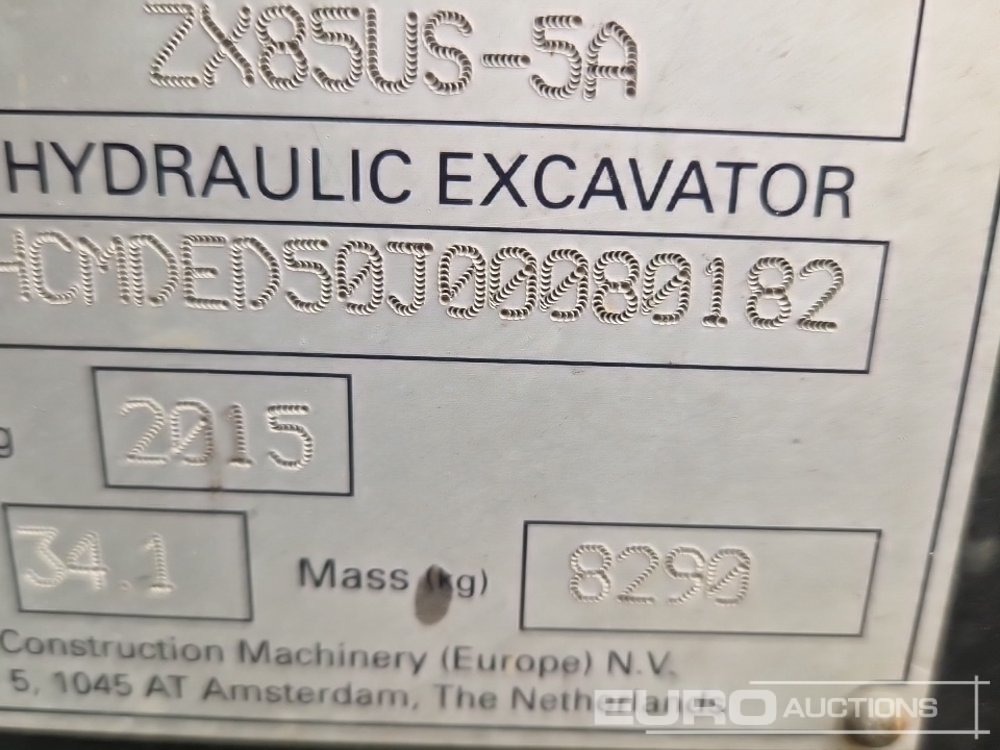 ZX85US-5A
HYDRAULIC EXCAVATOR
HCMDED50J00080182
g 2015
34.1 Mass (kg) 8290
Construction Machinery (Europe) N.V.
5, 1045 AT Amsterdam, The Netherlands
EURO AUCTIONS